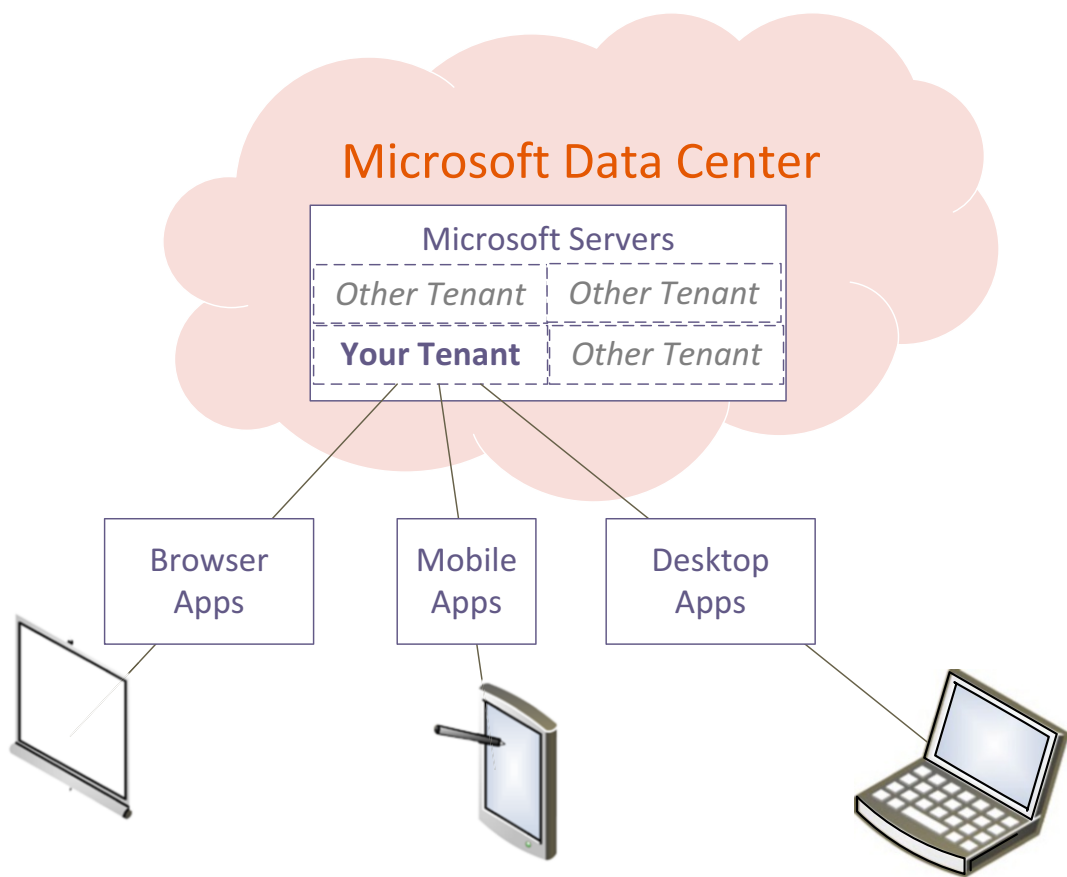 Microsoft Data Center
Microsoft Servers
Other Tenant
Other Tenant
Your Tenant
Other Tenant
Browser
Apps
Mobile
Apps
Desktop
Apps